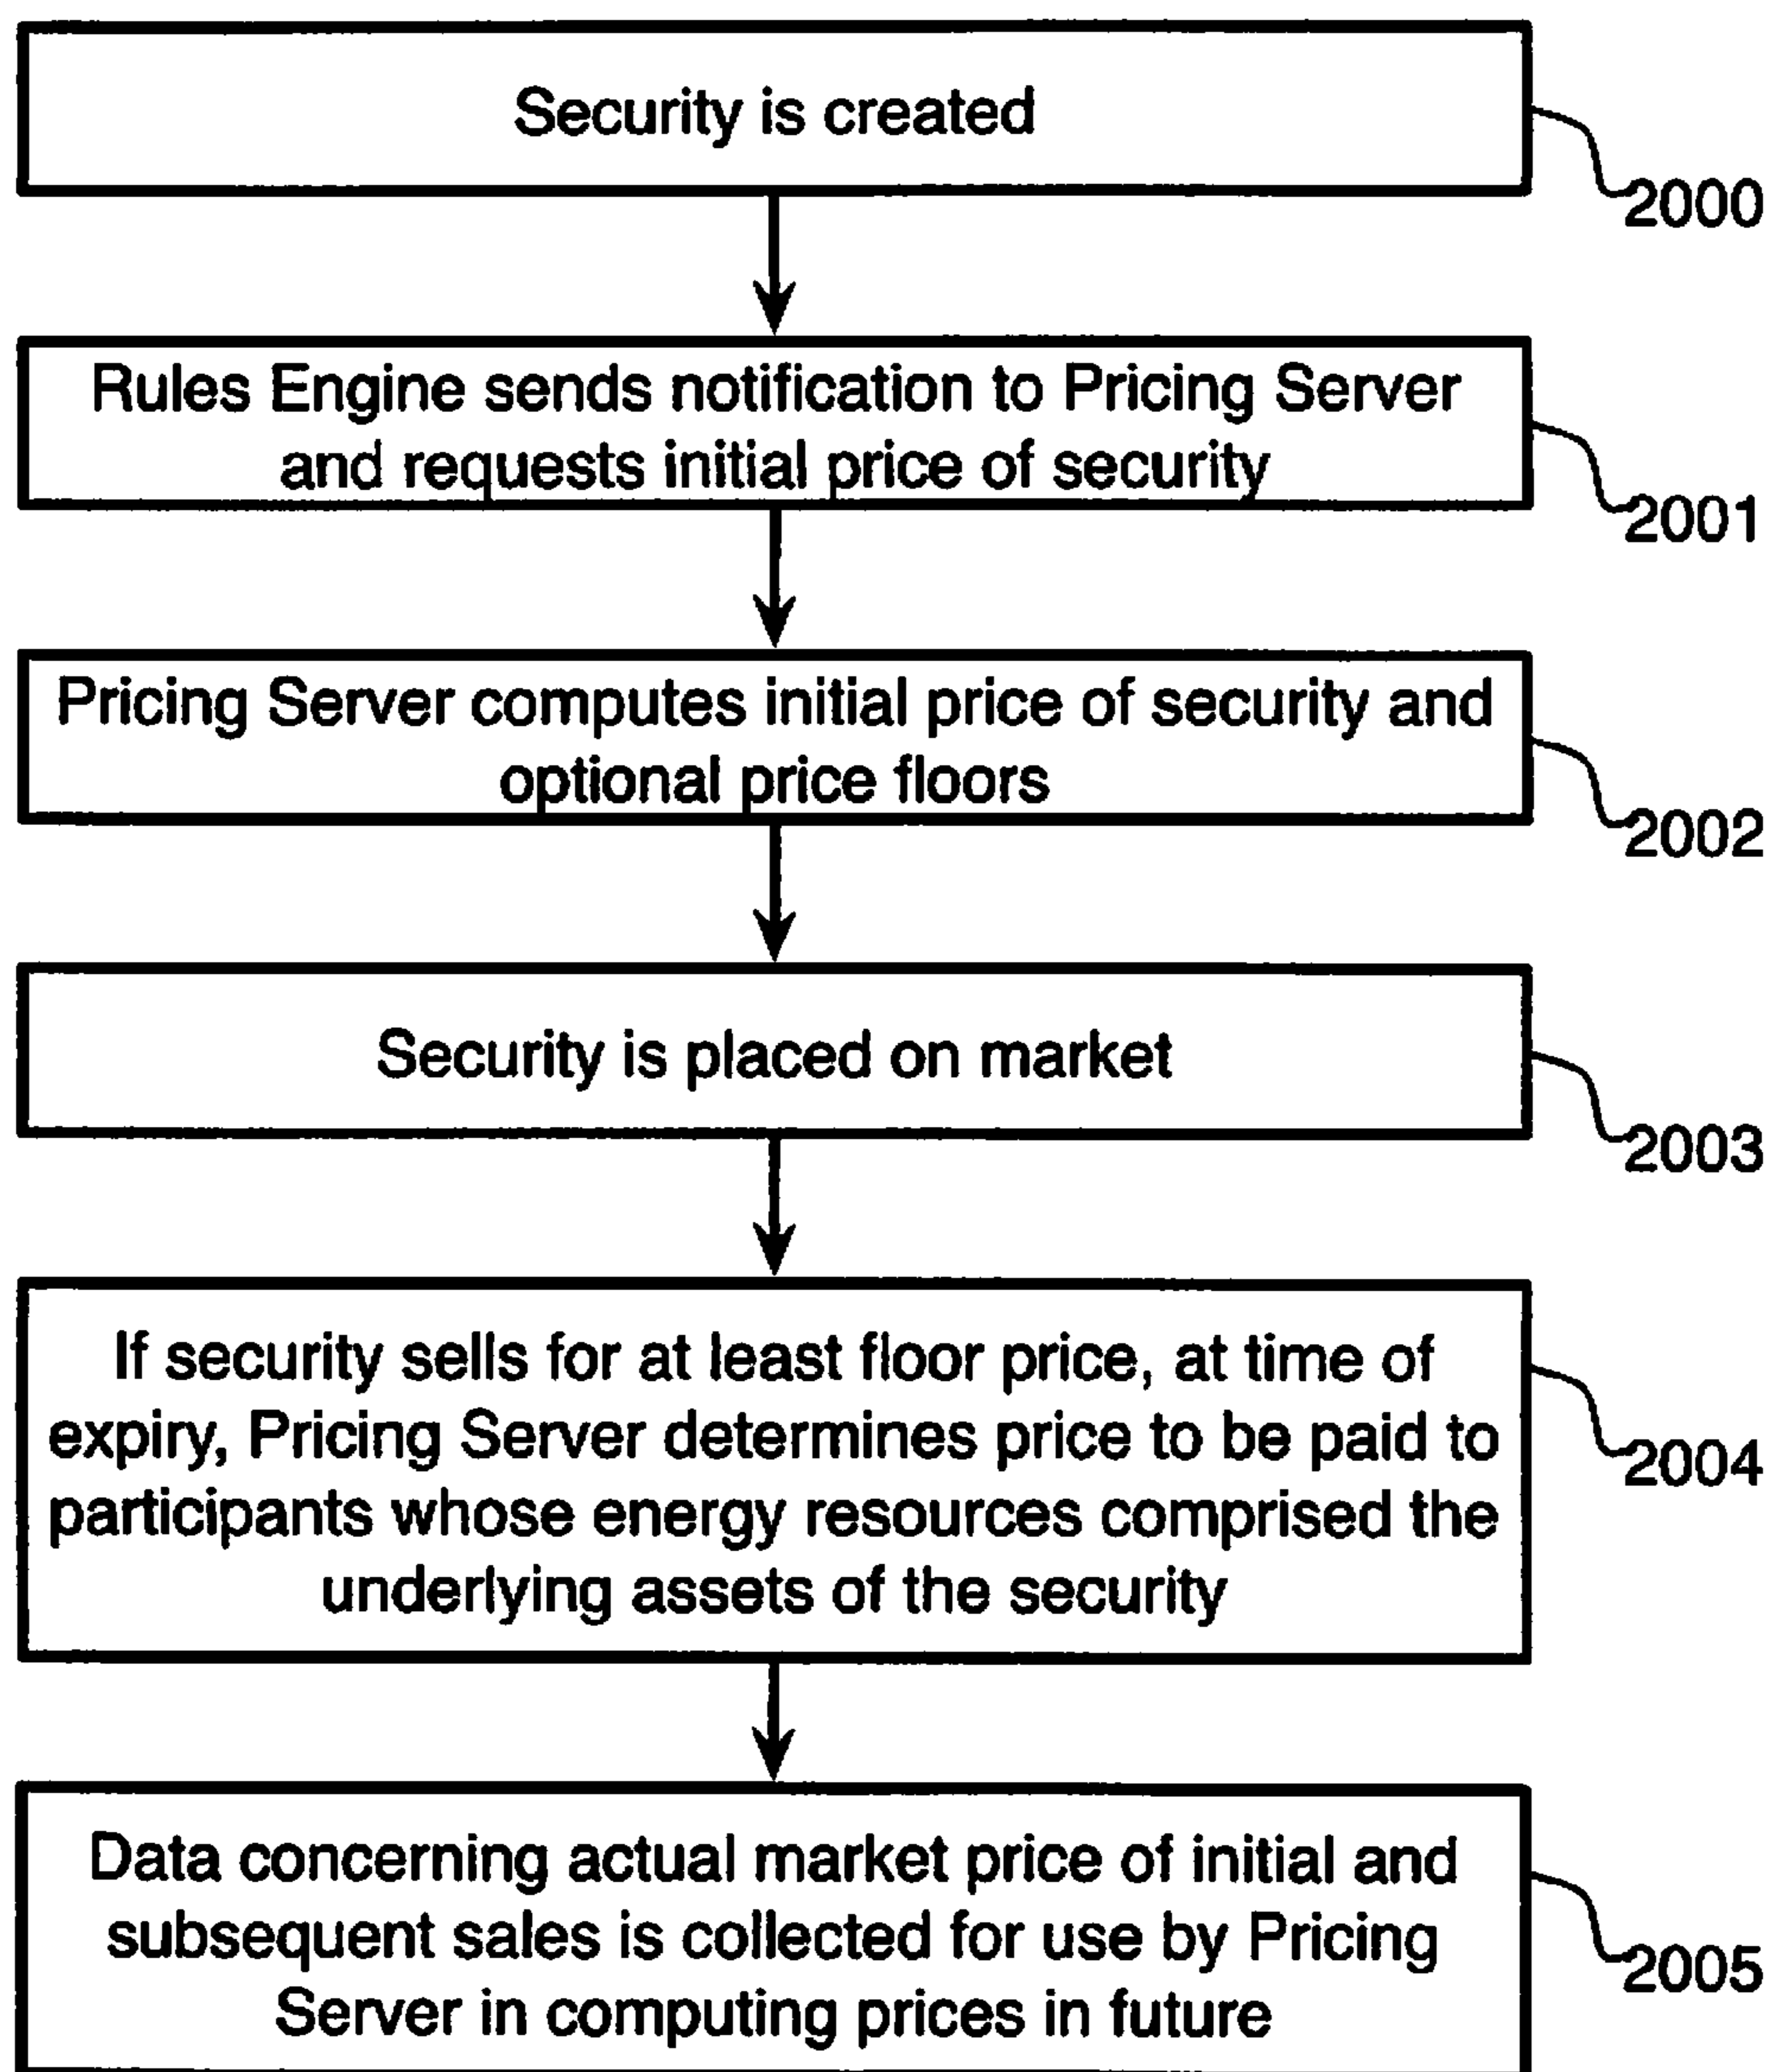 Security is created
2000
Rules Engine sends notification to Pricing Server
and requests initial price of security
2001
Pricing Server computes initial price of security and
optional price floors
2002
Security is placed on market
2003
If security sells for at least floor price, at time of
expiry, Pricing Server determines price to be paid to
participants whose energy resources comprised the
underlying assets of the security
2004
Data concerning actual market price of initial and
subsequent sales is collected for use by Pricing
Server in computing prices in future
2005